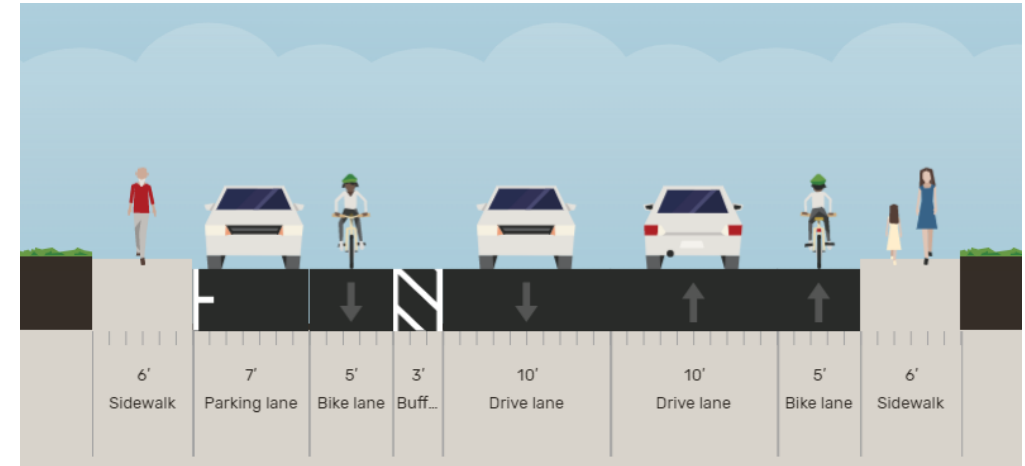 6′ 7′ 5′ 3′ 10′ 10′ 5′ 6′
Sidewalk Parking lane Bike lane Buff... Drive lane Drive lane Bike lane Sidewalk